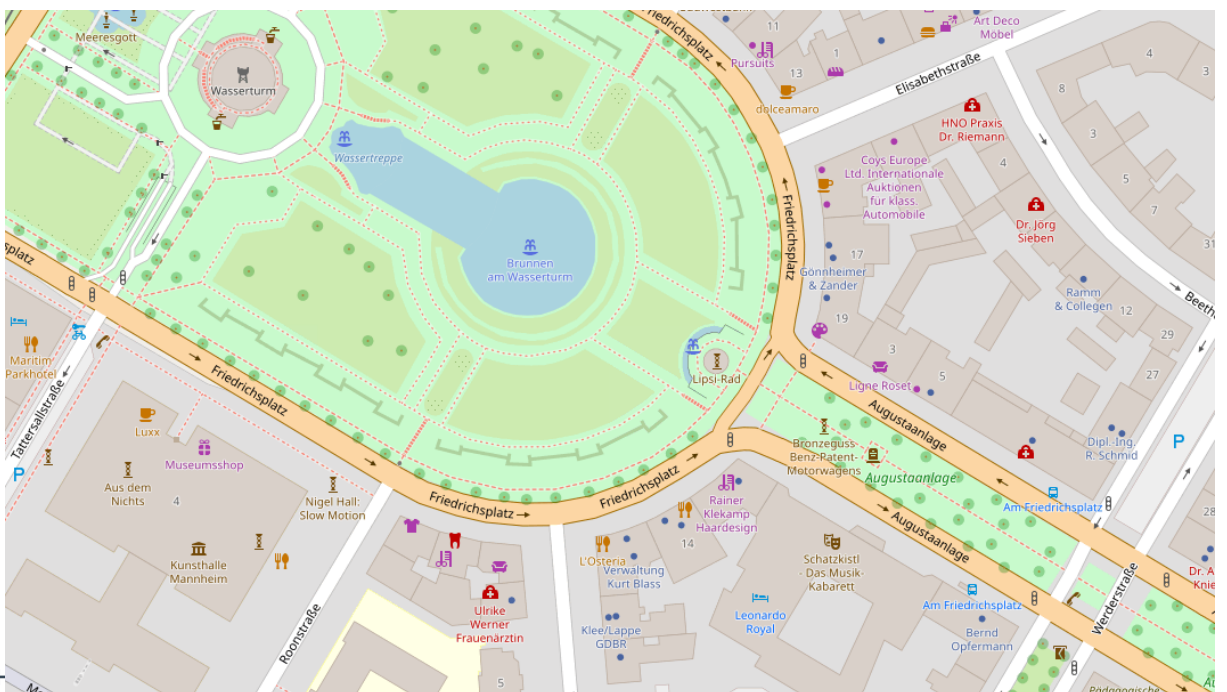 Meeresgott
Wasserturm
Wassertreppe
Brunnen
am Wasserturm
Friedrichsplatz
Pursuits
11
1
13
dolceamaro
Art Deco
Möbel
Elisabethstraße
4
3
8
HNO Praxis
Dr. Riemann
3
4
5
7
31
Coys Europe
Ltd. Internationale
Auktionen
für klass.
Automobile
Dr. Jörg
Sieben
Friedrichsplatz
17
Gönnheimer
& Zander
19
Ramm
& Collegen
12
29
27
3
5
Ligne Roset
Lipsi-Rad
splatz
Maritim
Parkhotel
Tattersallstraße
P
Friedrichsplatz
Luxx
Museumsshop
Aus dem
Nichts
4
Nigel Hall:
Slow Motion
Kunsthalle
Mannheim
Friedrichsplatz
Friedrichsplatz
Roonstraße
Ulrike
Werner
Frauenärztin
5
L'Osteria
14
Verwaltung
Kurt Blass
Klee/Lappe
GDBR
Rainer
Klekamp
Haardesign
Leonardo
Royal
Bronzeguss
Benz-Patent-
Motorwagens
Augustaanlage
Augustaanlage
Augustaanlage
Schatzkistl
- Das Musik-
Kabarett
Dipl.-Ing.
R. Schmid
P
Am Friedrichsplatz
Am Friedrichsplatz
Bernd
Opfermann
Werderstraße
28
Dr. A
Knie
Pädagogische